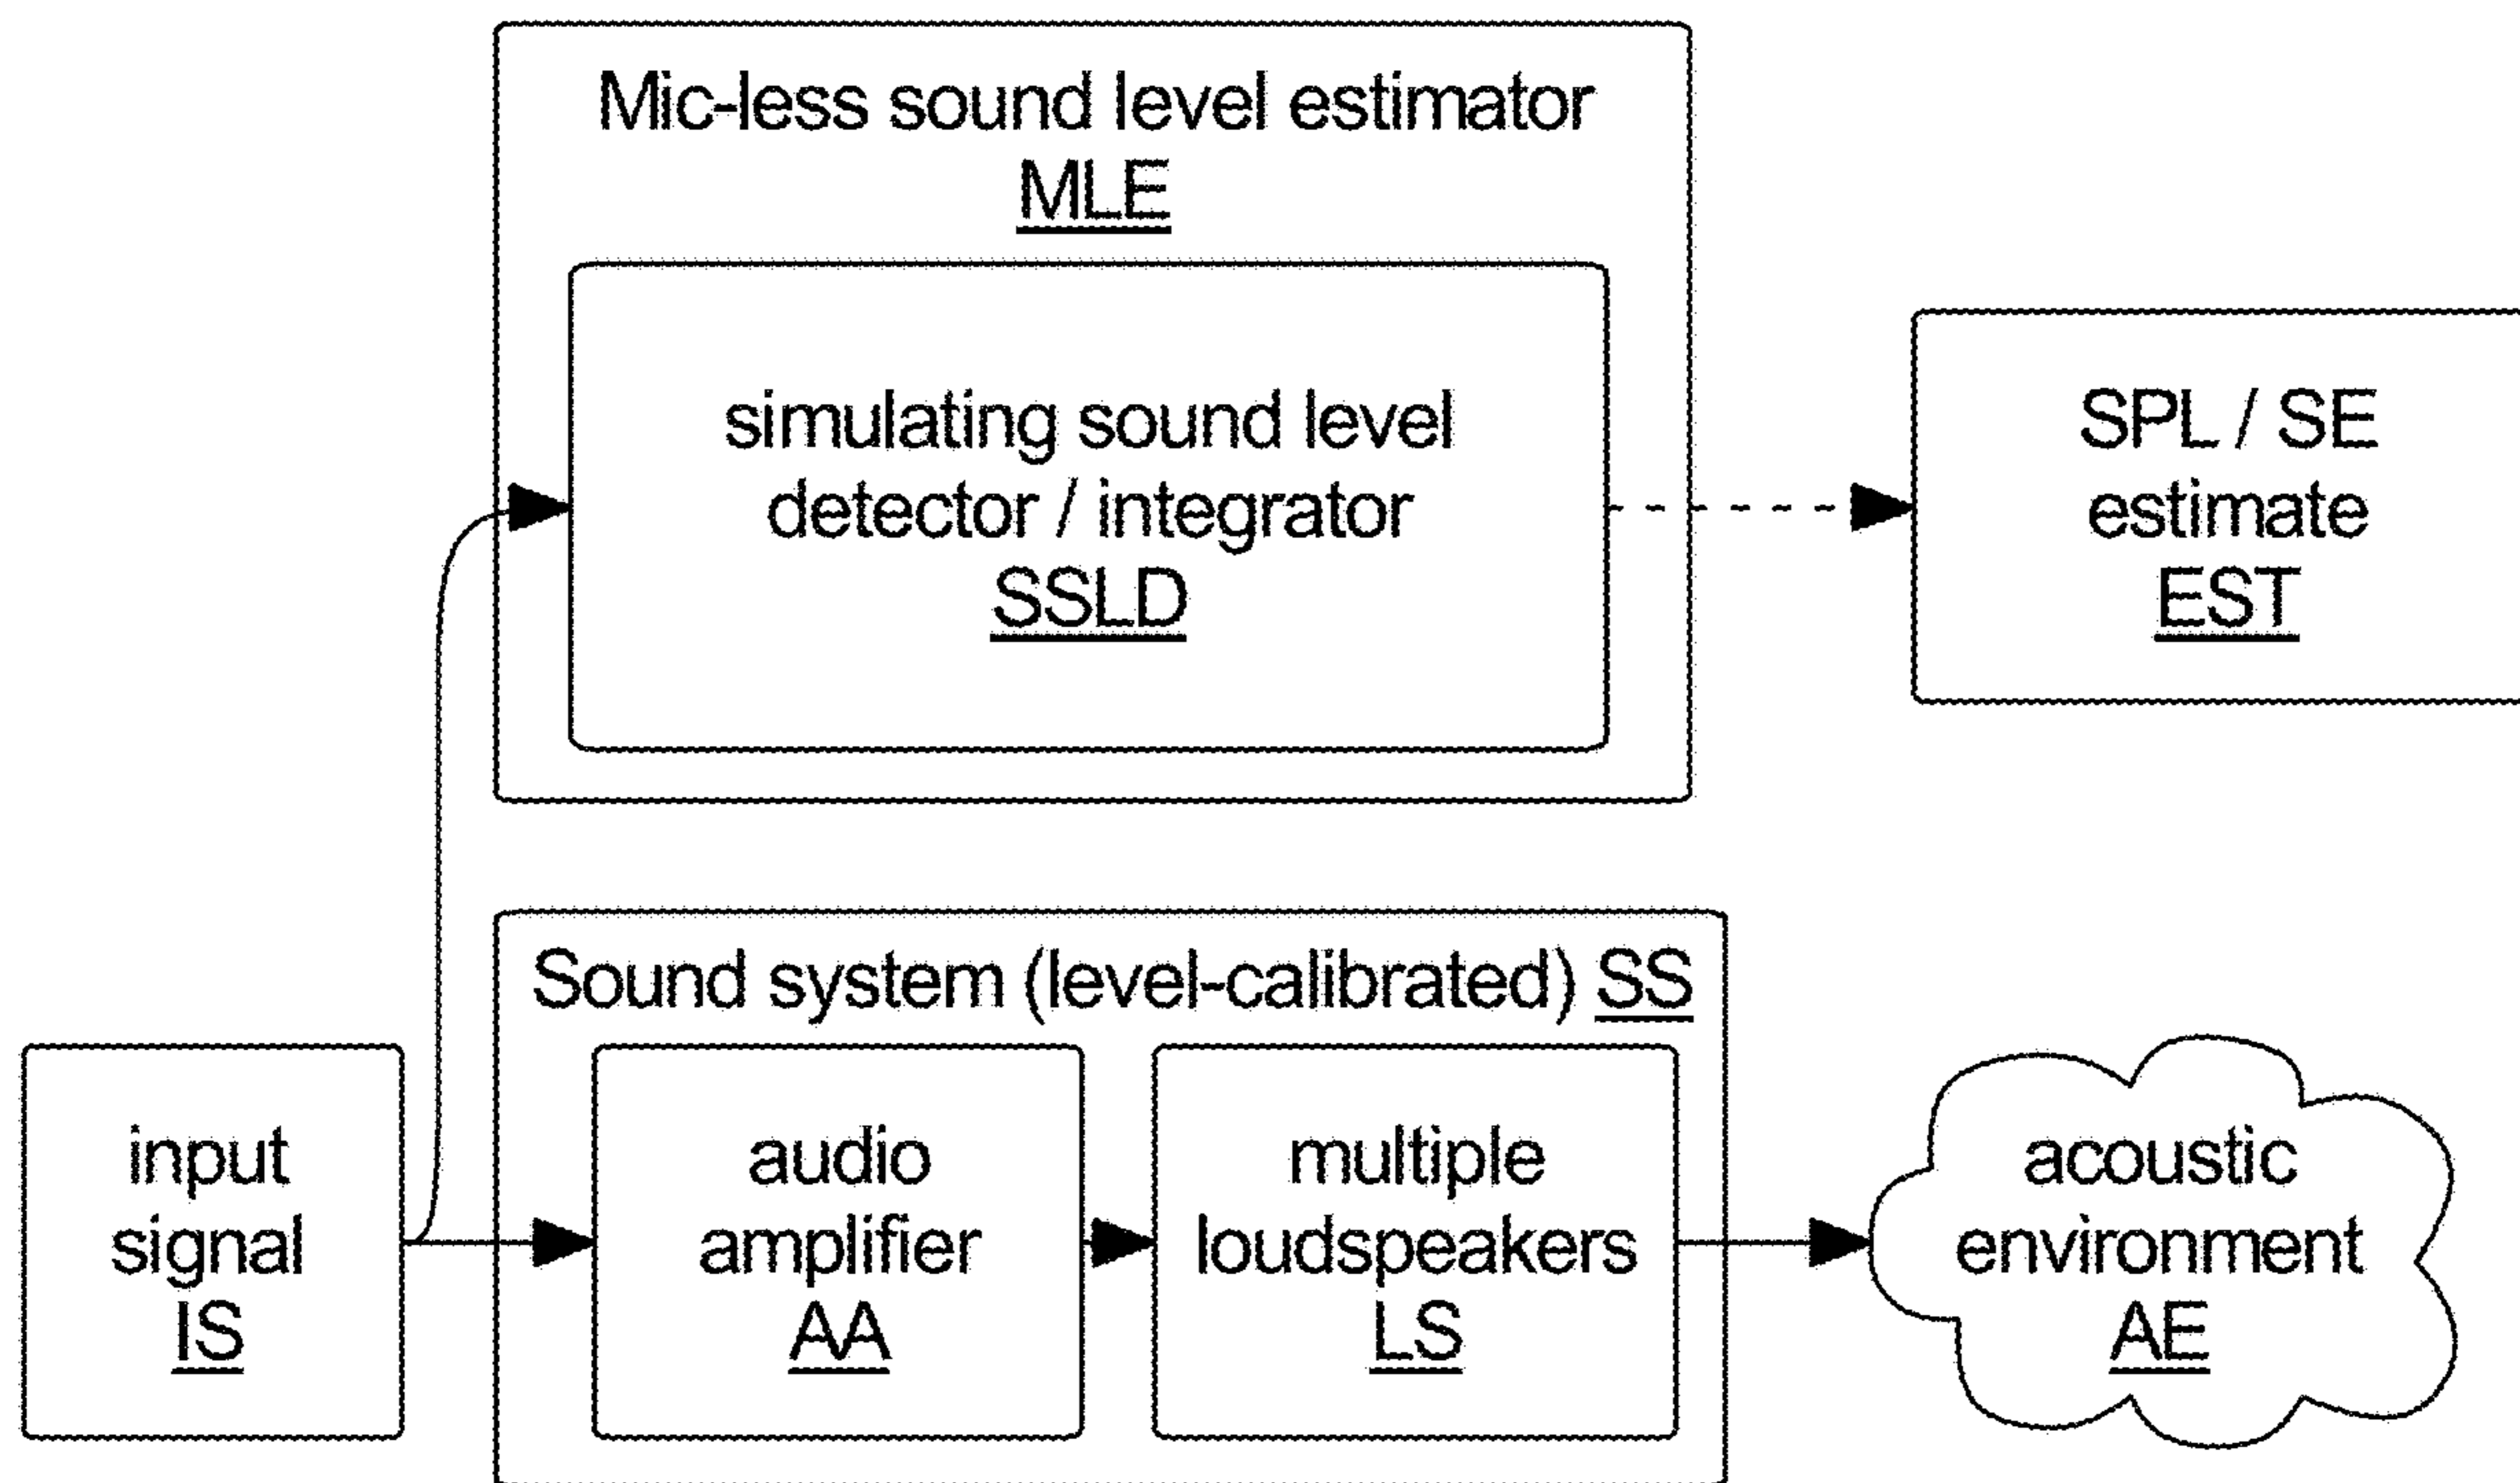 Mic-less sound level estimator
MLE
simulating sound level
detector / integrator
SSLD
SPL / SE
estimate
EST
Sound system (level-calibrated) SS
input
signal
IS
audio
amplifier
AA
multiple
loudspeakers
LS
acoustic
environment
AE